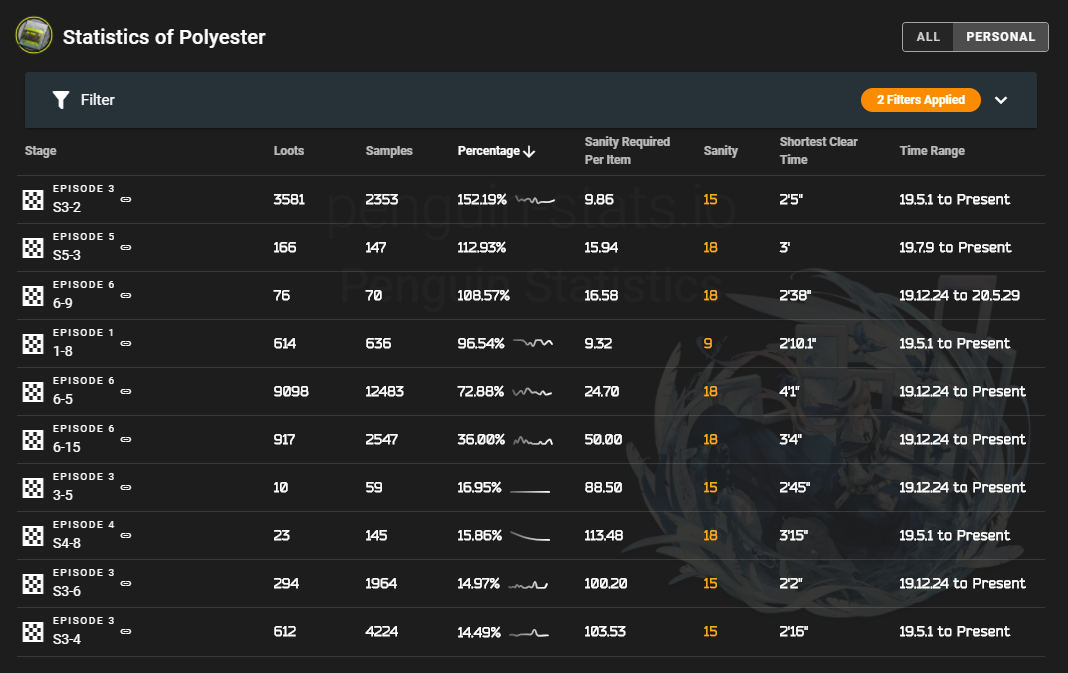 Statistics of Polyester
ALL PERSONAL
Filter
2 Filters Applied
Stage Loots Samples Percentage Sanity Required Per Item Sanity Shortest Clear Time Time Range
EPISODE 3
S3-2 3581 2353 152.19% 9.86 15 2'5" 19.5.1 to Present
EPISODE 5
S5-3 166 147 112.93% 15.94 18 3' 19.7.9 to Present
EPISODE 6
6-9 76 70 108.57% 16.58 18 2'38" 19.12.24 to 20.5.29
EPISODE 1
1-8 614 636 96.54% 9.32 9 2'10.1" 19.5.1 to Present
EPISODE 6
6-5 9098 12483 72.88% 24.70 18 4'1" 19.12.24 to Present
EPISODE 6
6-15 917 2547 36.00% 50.00 18 3'4" 19.12.24 to Present
EPISODE 3
3-5 10 59 16.95% 88.50 15 2'45" 19.12.24 to Present
EPISODE 4
S4-8 23 145 15.86% 113.48 18 3'15" 19.5.1 to Present
EPISODE 3
S3-6 294 1964 14.97% 100.20 15 2'2" 19.12.24 to Present
EPISODE 3
S3-4 612 4224 14.49% 103.53 15 2'16" 19.5.1 to Present
penguin-stats.io
Penguin Statistics